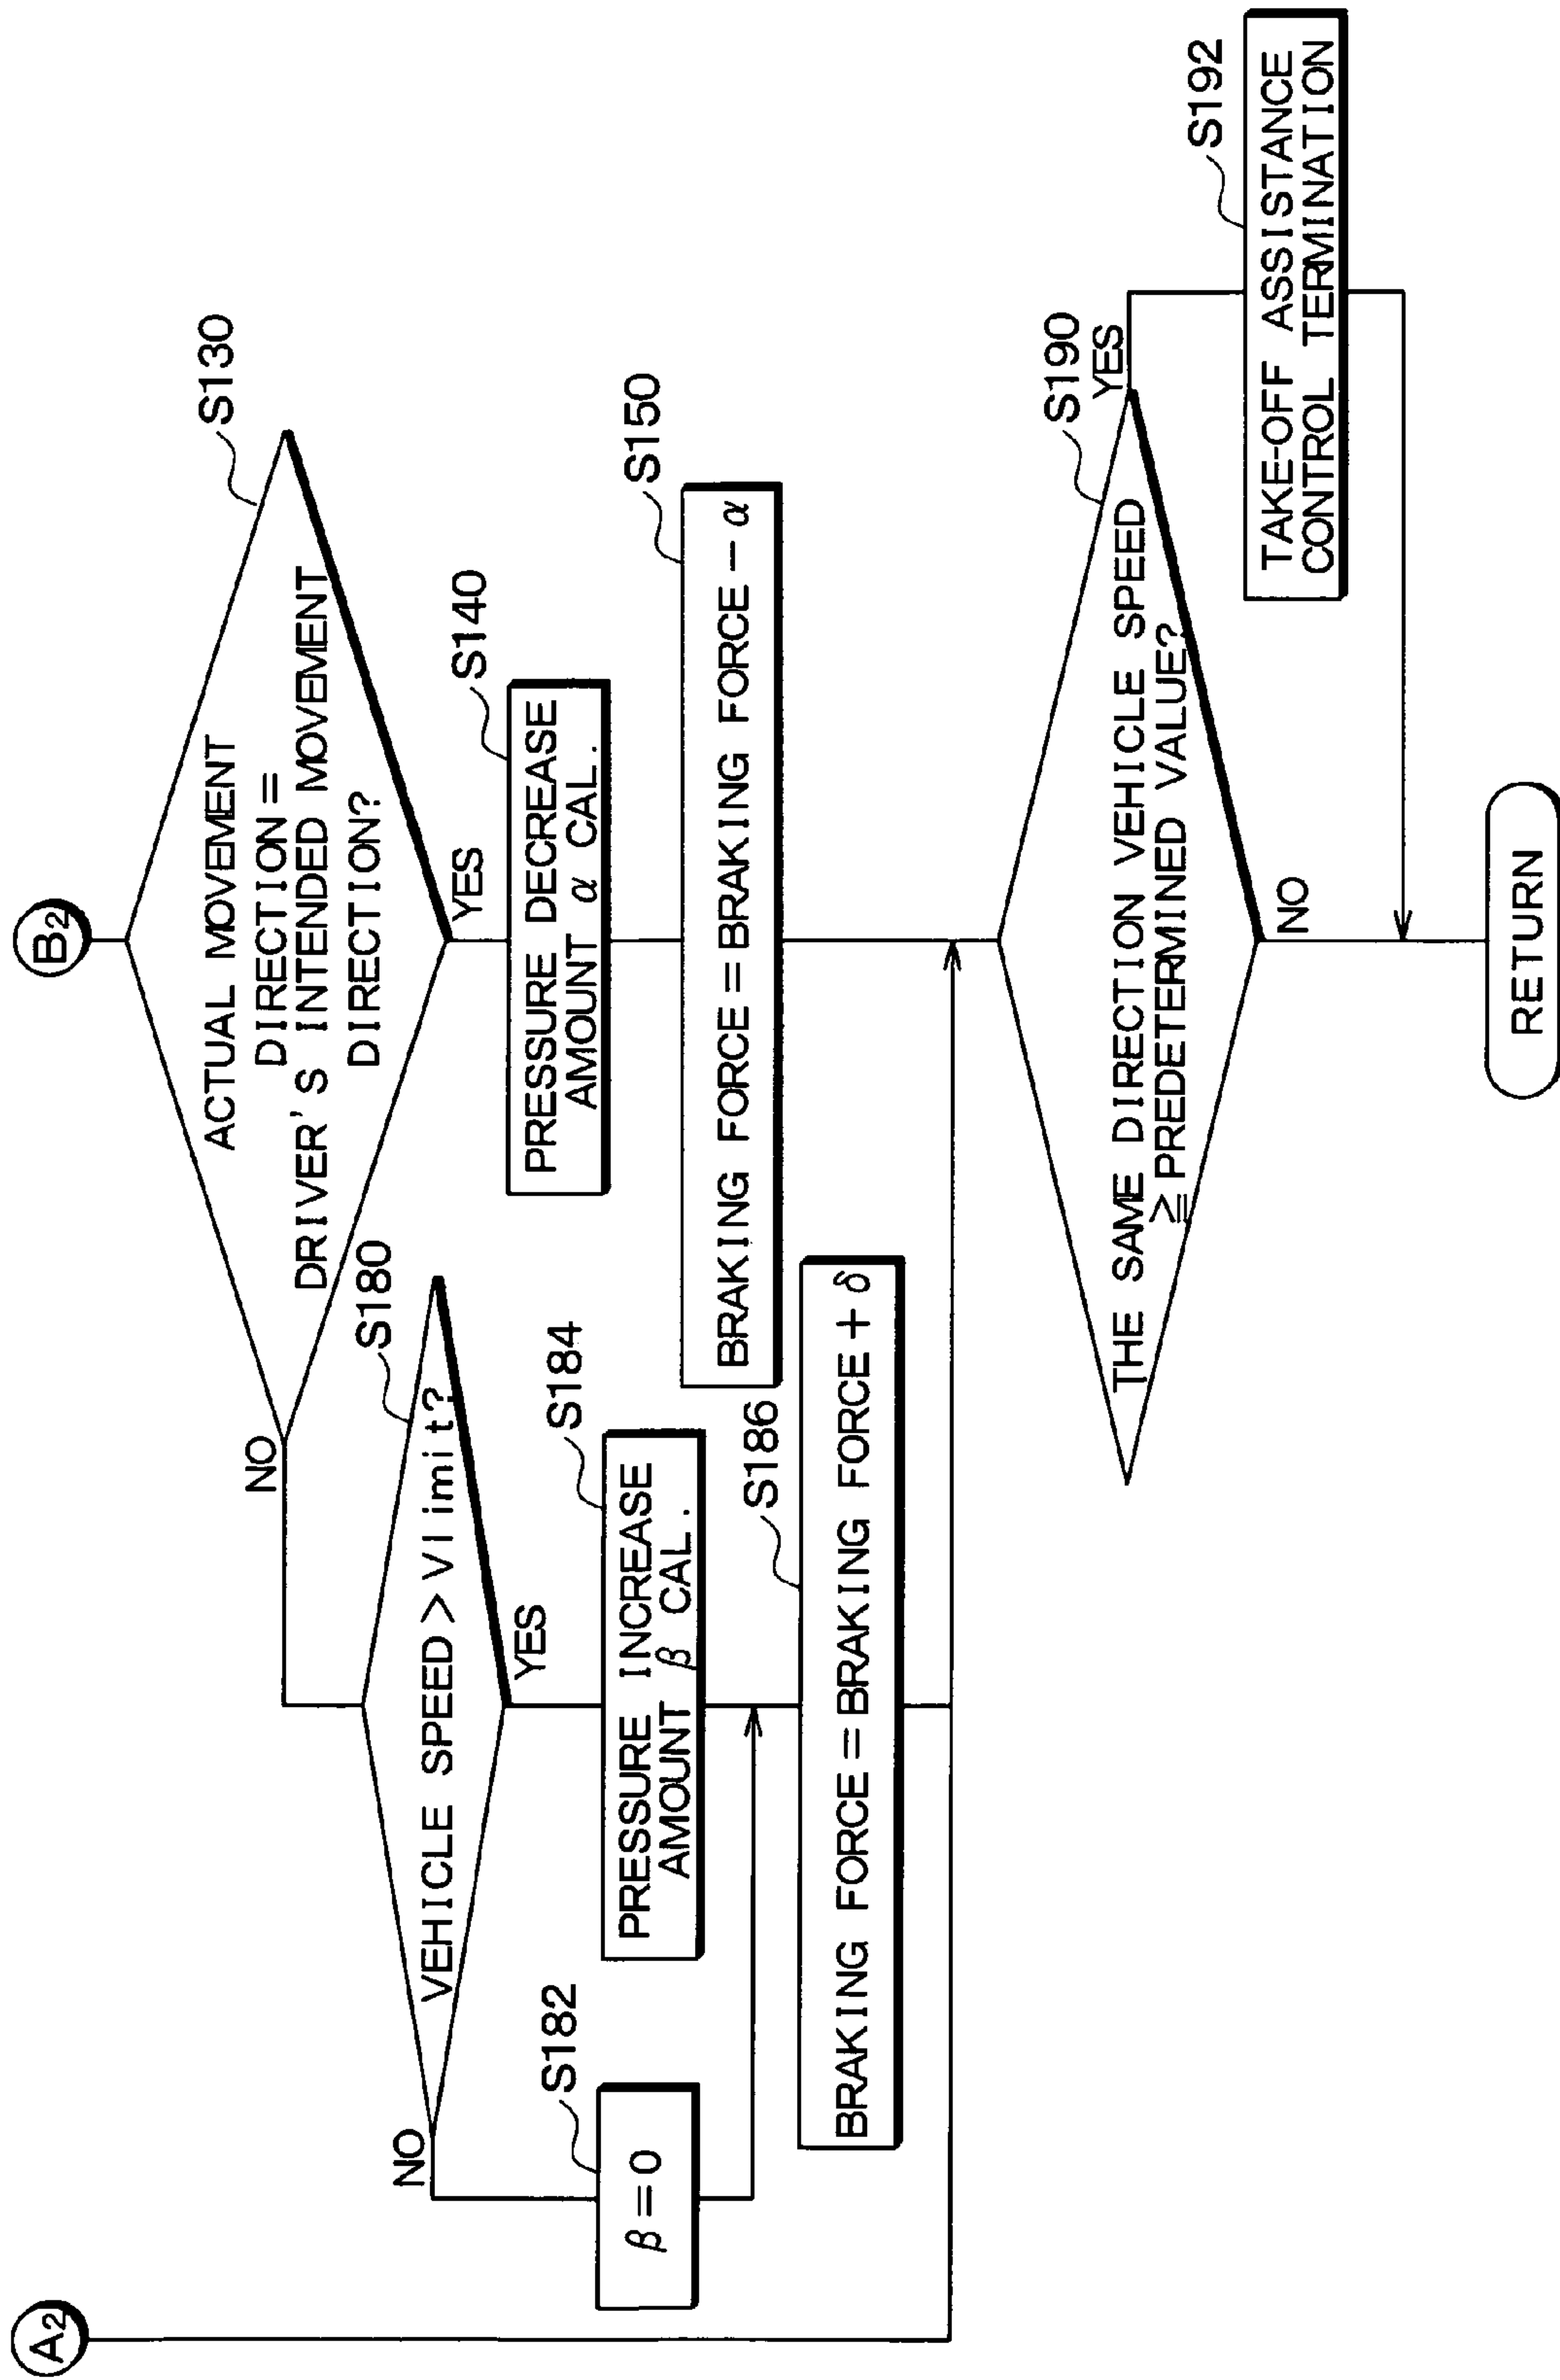 A2
B2
S130
ACTUAL MOVEMENT
DIRECTION =
DRIVER'S INTENDED MOVEMENT
DIRECTION?
NO
YES
S180
VEHICLE SPEED > Vlimit?
NO
YES
S140
PRESSURE DECREASE
AMOUNT α CAL.
S182
β = 0
S184
PRESSURE INCREASE
AMOUNT β CAL.
S150
BRAKING FORCE = BRAKING FORCE − α
S186
BRAKING FORCE = BRAKING FORCE + δ
S190
THE SAME DIRECTION VEHICLE SPEED
≧ PREDETERMINED VALUE?
YES
NO
S192
TAKE-OFF ASSISTANCE
CONTROL TERMINATION
RETURN